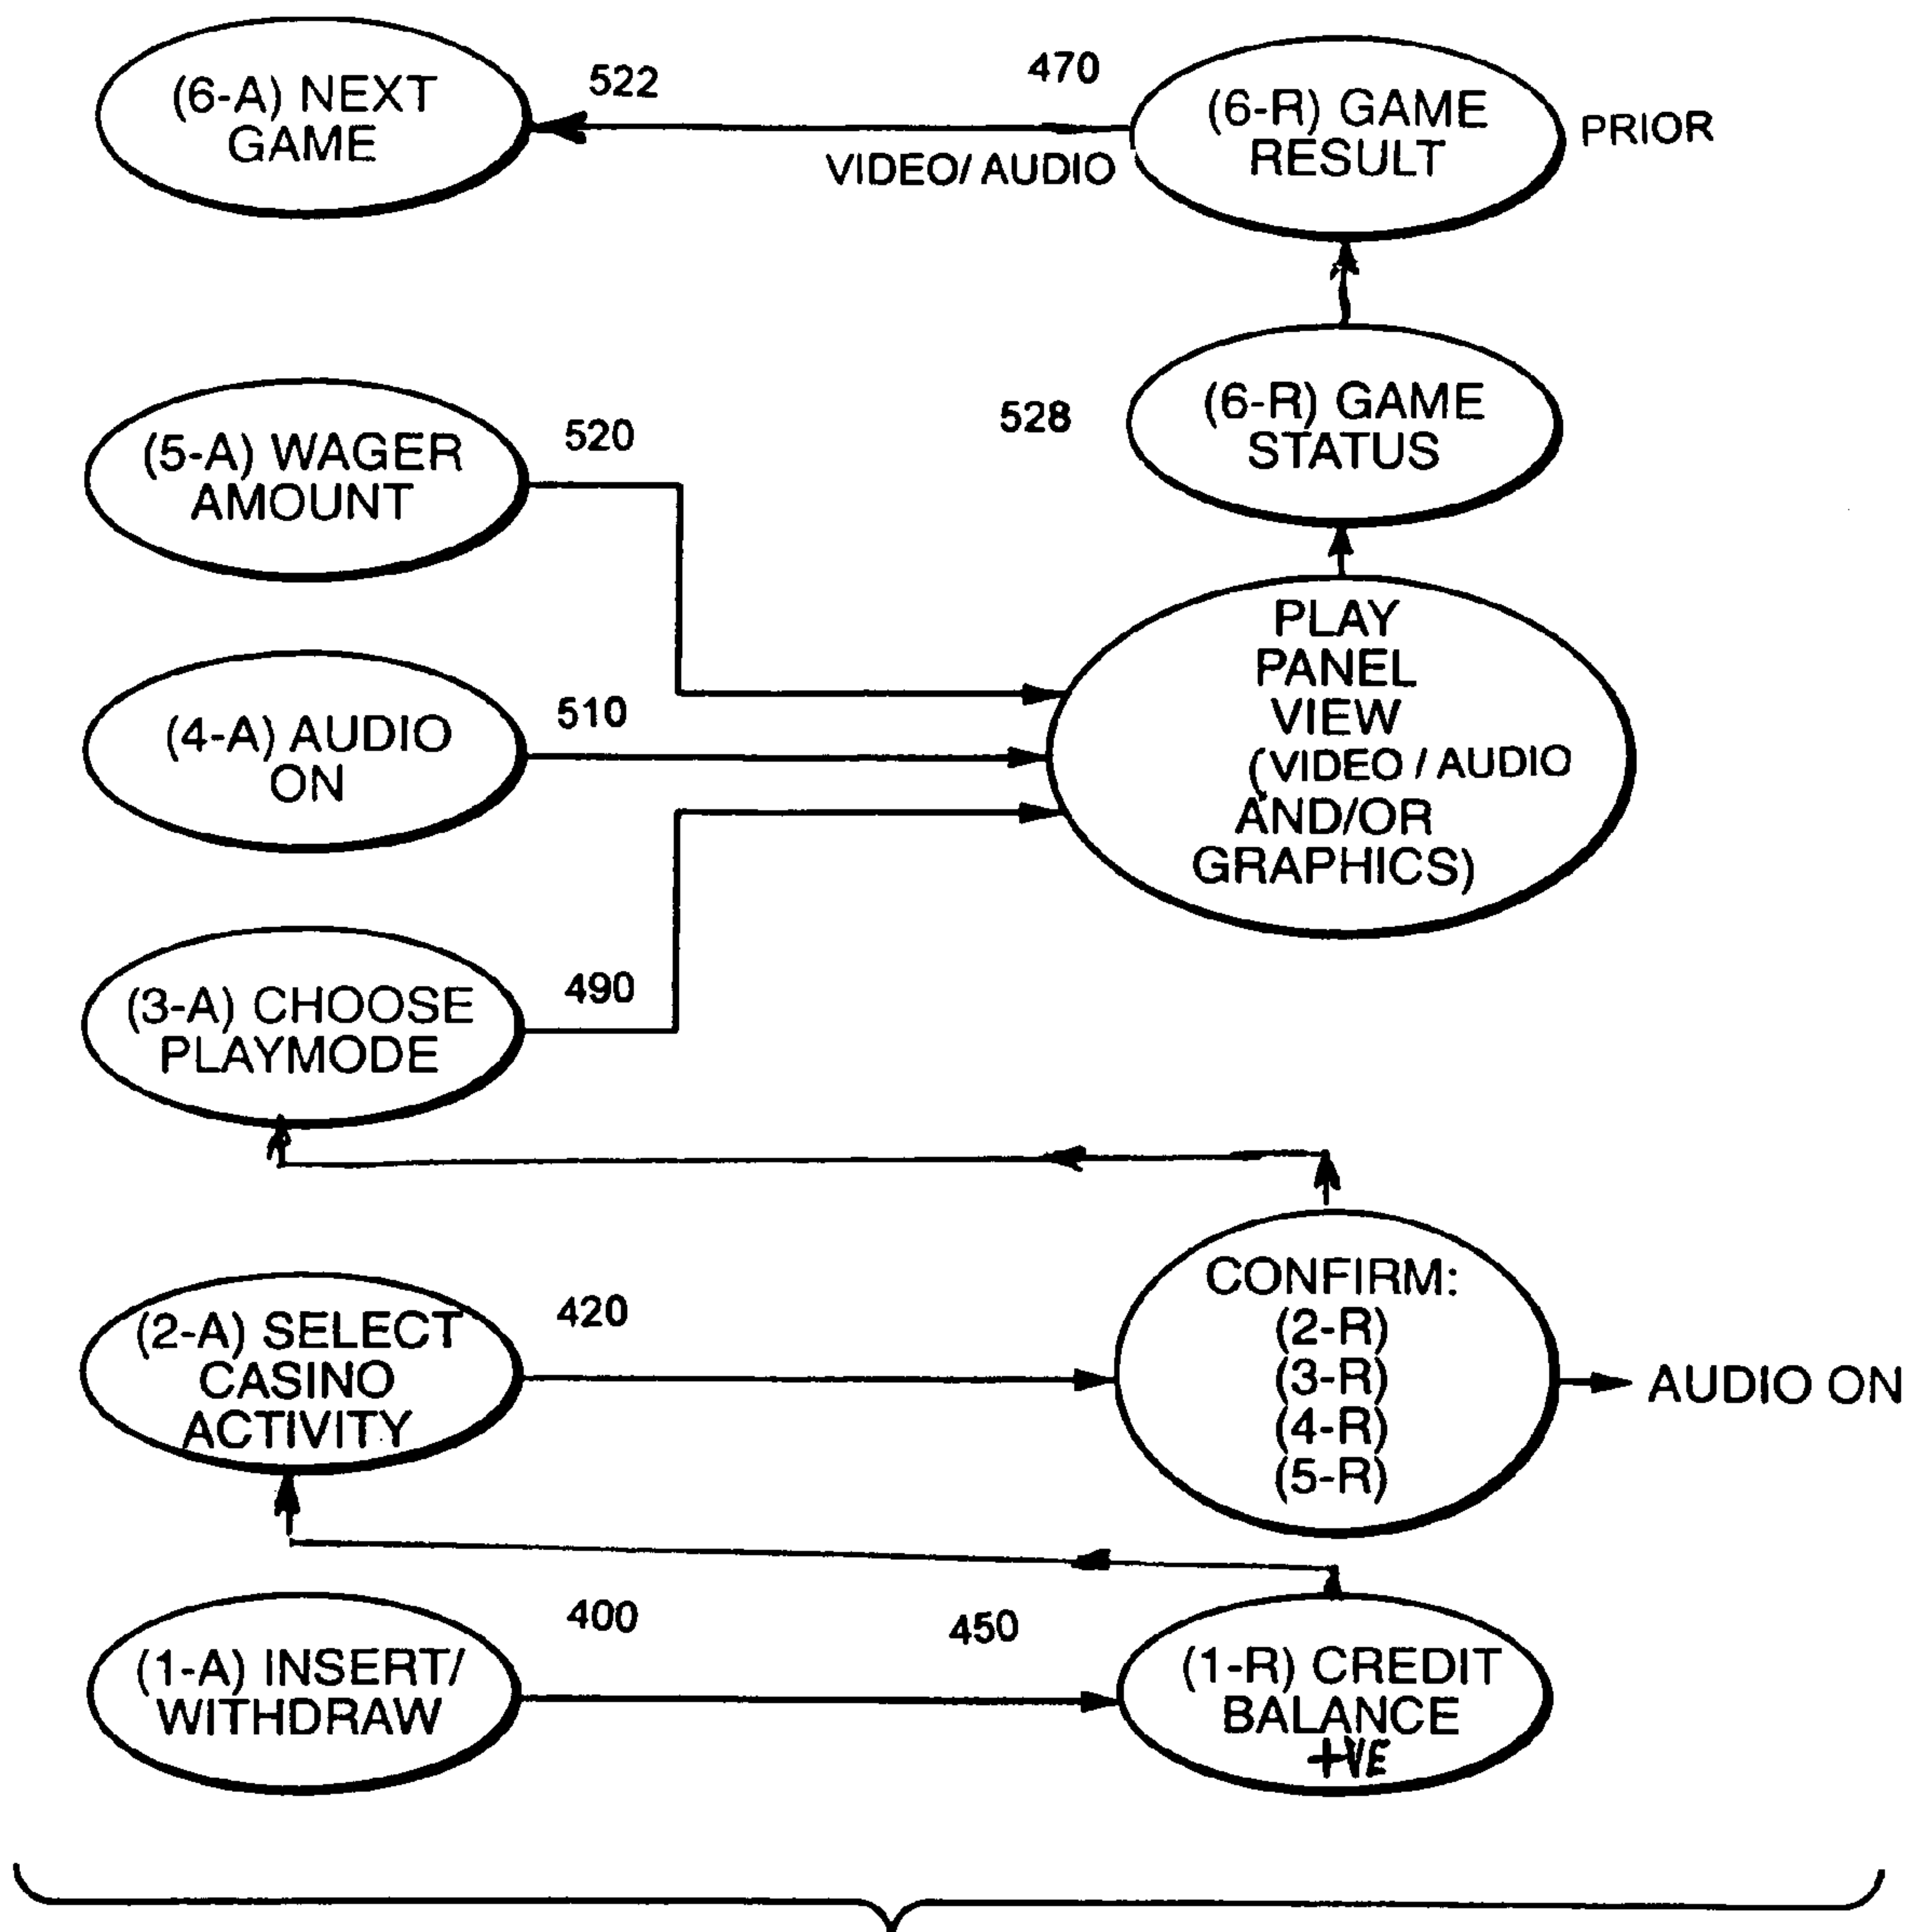 (6-A) NEXT
GAME
522
470
(6-R) GAME
RESULT
PRIOR
VIDEO/ AUDIO
(5-A) WAGER
AMOUNT
520
528
(6-R) GAME
STATUS
(4-A) AUDIO
ON
510
PLAY
PANEL
VIEW
(VIDEO / AUDIO
AND/OR
GRAPHICS)
(3-A) CHOOSE
PLAYMODE
490
(2-A) SELECT
CASINO
ACTIVITY
420
CONFIRM:
(2-R)
(3-R)
(4-R)
(5-R)
AUDIO ON
(1-A) INSERT/
WITHDRAW
400
450
(1-R) CREDIT
BALANCE
+VE